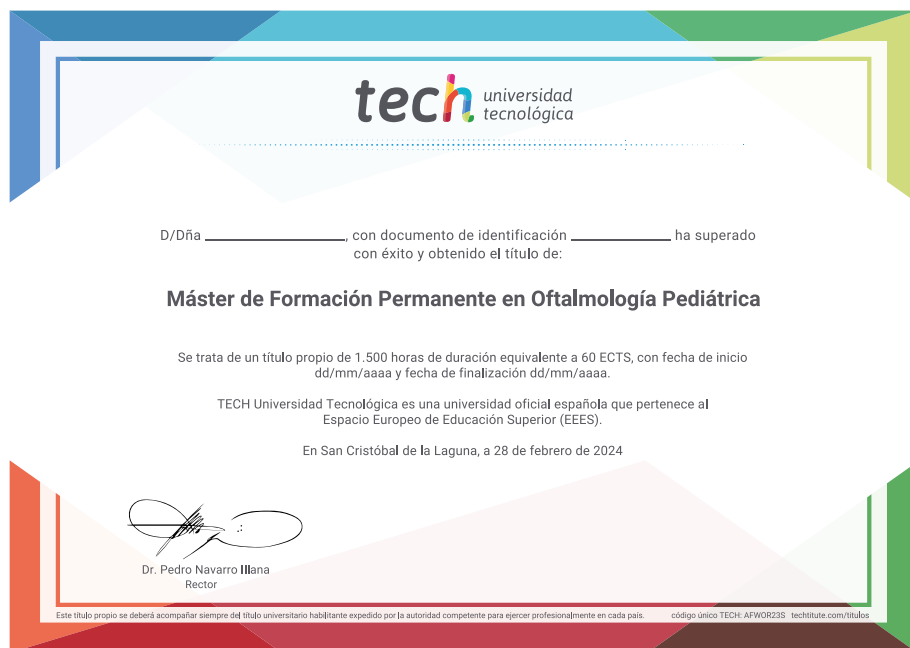 tech universidad
tecnológica
D/Dña ____________________, con documento de identificación ______________ ha superado
con éxito y obtenido el título de:
Máster de Formación Permanente en Oftalmología Pediátrica
Se trata de un título propio de 1.500 horas de duración equivalente a 60 ECTS, con fecha de inicio
dd/mm/aaaa y fecha de finalización dd/mm/aaaa.
TECH Universidad Tecnológica es una universidad oficial española que pertenece al
Espacio Europeo de Educación Superior (EEES).
En San Cristóbal de la Laguna, a 28 de febrero de 2024
Dr. Pedro Navarro Illana
Rector
Este título propio se deberá acompañar siempre del título universitario habilitante expedido por la autoridad competente para ejercer profesionalmente en cada país. código único TECH: AFWOR23S techtitute.com/titulos